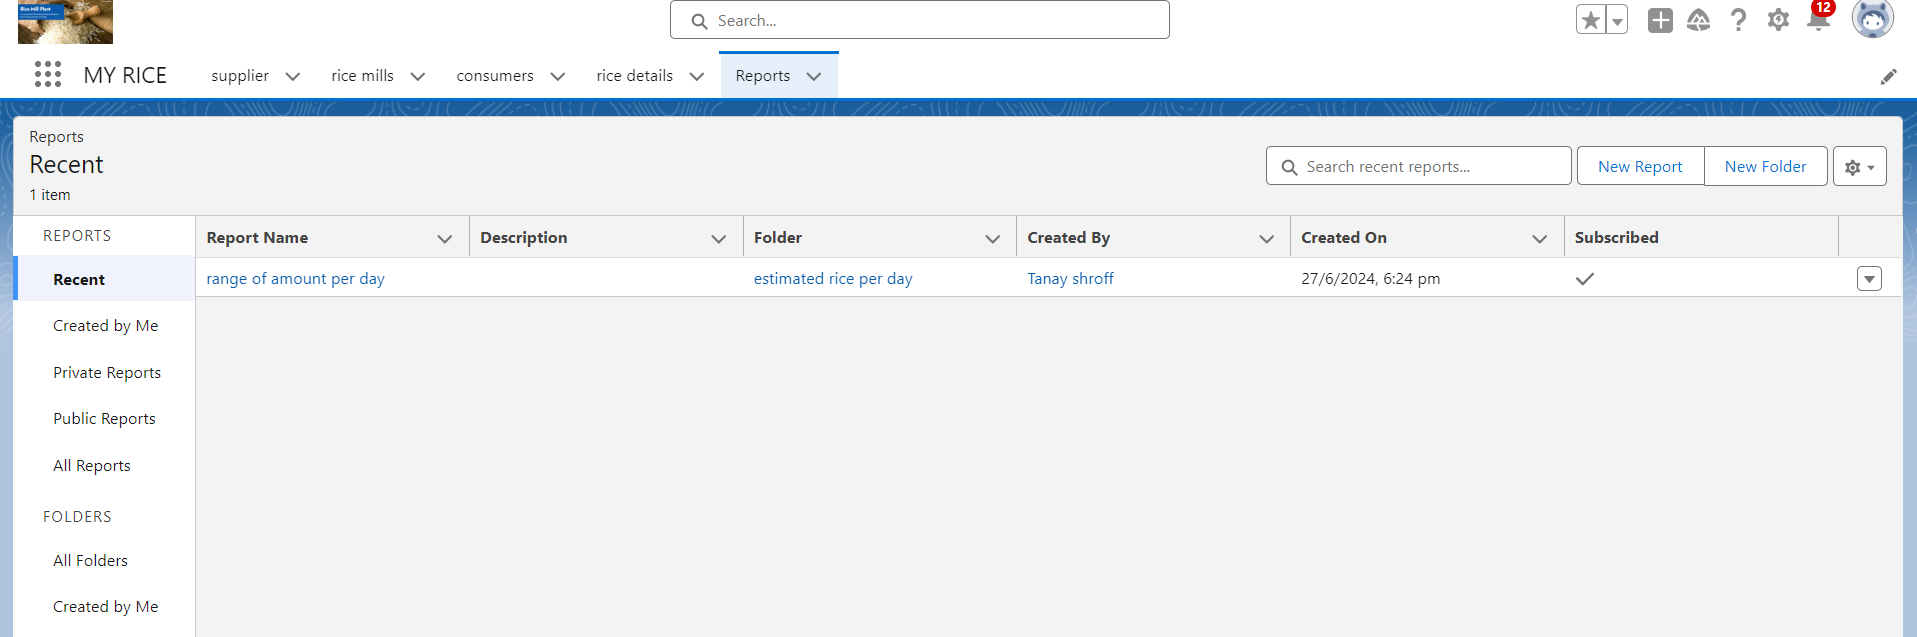 Rice Mill Plant
Search...
12
MY RICE
supplier
rice mills
consumers
rice details
Reports
Reports
Recent
1 item
Search recent reports...
New Report
New Folder
REPORTS
Recent
Created by Me
Private Reports
Public Reports
All Reports
FOLDERS
All Folders
Created by Me
Report Name Description Folder Created By Created On Subscribed
range of amount per day estimated rice per day Tanay shroff 27/6/2024, 6:24 pm